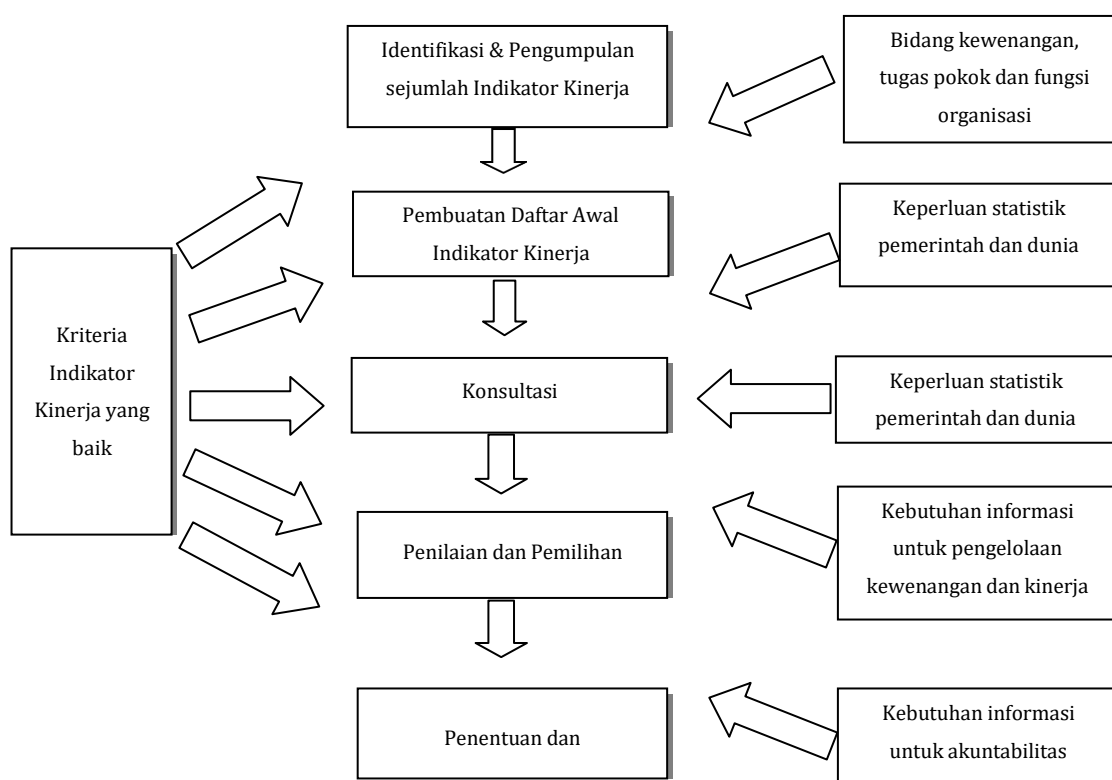 Identifikasi & Pengumpulan
sejumlah Indikator Kinerja
Bidang kewenangan,
tugas pokok dan fungsi
organisasi
Pembuatan Daftar Awal
Indikator Kinerja
Keperluan statistik
pemerintah dan dunia
Kriteria
Indikator
Kinerja yang
baik
Konsultasi
Keperluan statistik
pemerintah dan dunia
Penilaian dan Pemilihan
Kebutuhan informasi
untuk pengelolaan
kewenangan dan kinerja
Penentuan dan
Kebutuhan informasi
untuk akuntabilitas